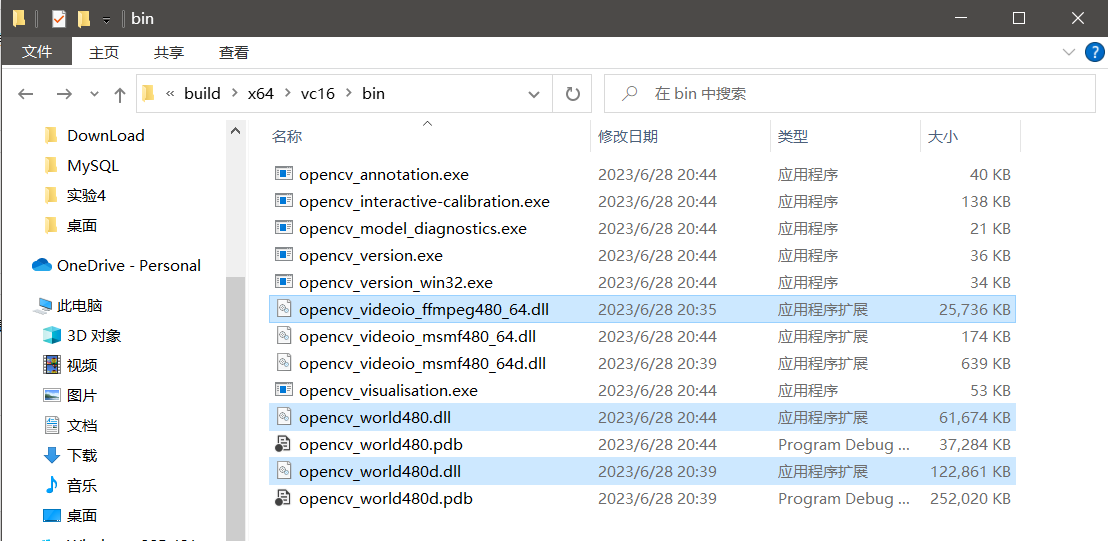 bin
文件 主页 共享 查看
« build > x64 > vc16 > bin 在 bin 中搜索
DownLoad
MySQL
实验4
桌面
OneDrive - Personal
此电脑
3D 对象
视频
图片
文档
下载
音乐
桌面
名称 修改日期 类型 大小
opencv_annotation.exe 2023/6/28 20:44 应用程序 40 KB
opencv_interactive-calibration.exe 2023/6/28 20:44 应用程序 138 KB
opencv_model_diagnostics.exe 2023/6/28 20:44 应用程序 21 KB
opencv_version.exe 2023/6/28 20:44 应用程序 36 KB
opencv_version_win32.exe 2023/6/28 20:44 应用程序 34 KB
opencv_videoio_ffmpeg480_64.dll 2023/6/28 20:35 应用程序扩展 25,736 KB
opencv_videoio_msmf480_64.dll 2023/6/28 20:44 应用程序扩展 174 KB
opencv_videoio_msmf480_64d.dll 2023/6/28 20:39 应用程序扩展 639 KB
opencv_visualisation.exe 2023/6/28 20:44 应用程序 53 KB
opencv_world480.dll 2023/6/28 20:44 应用程序扩展 61,674 KB
opencv_world480.pdb 2023/6/28 20:44 Program Debug ... 37,284 KB
opencv_world480d.dll 2023/6/28 20:39 应用程序扩展 122,861 KB
opencv_world480d.pdb 2023/6/28 20:39 Program Debug ... 252,020 KB